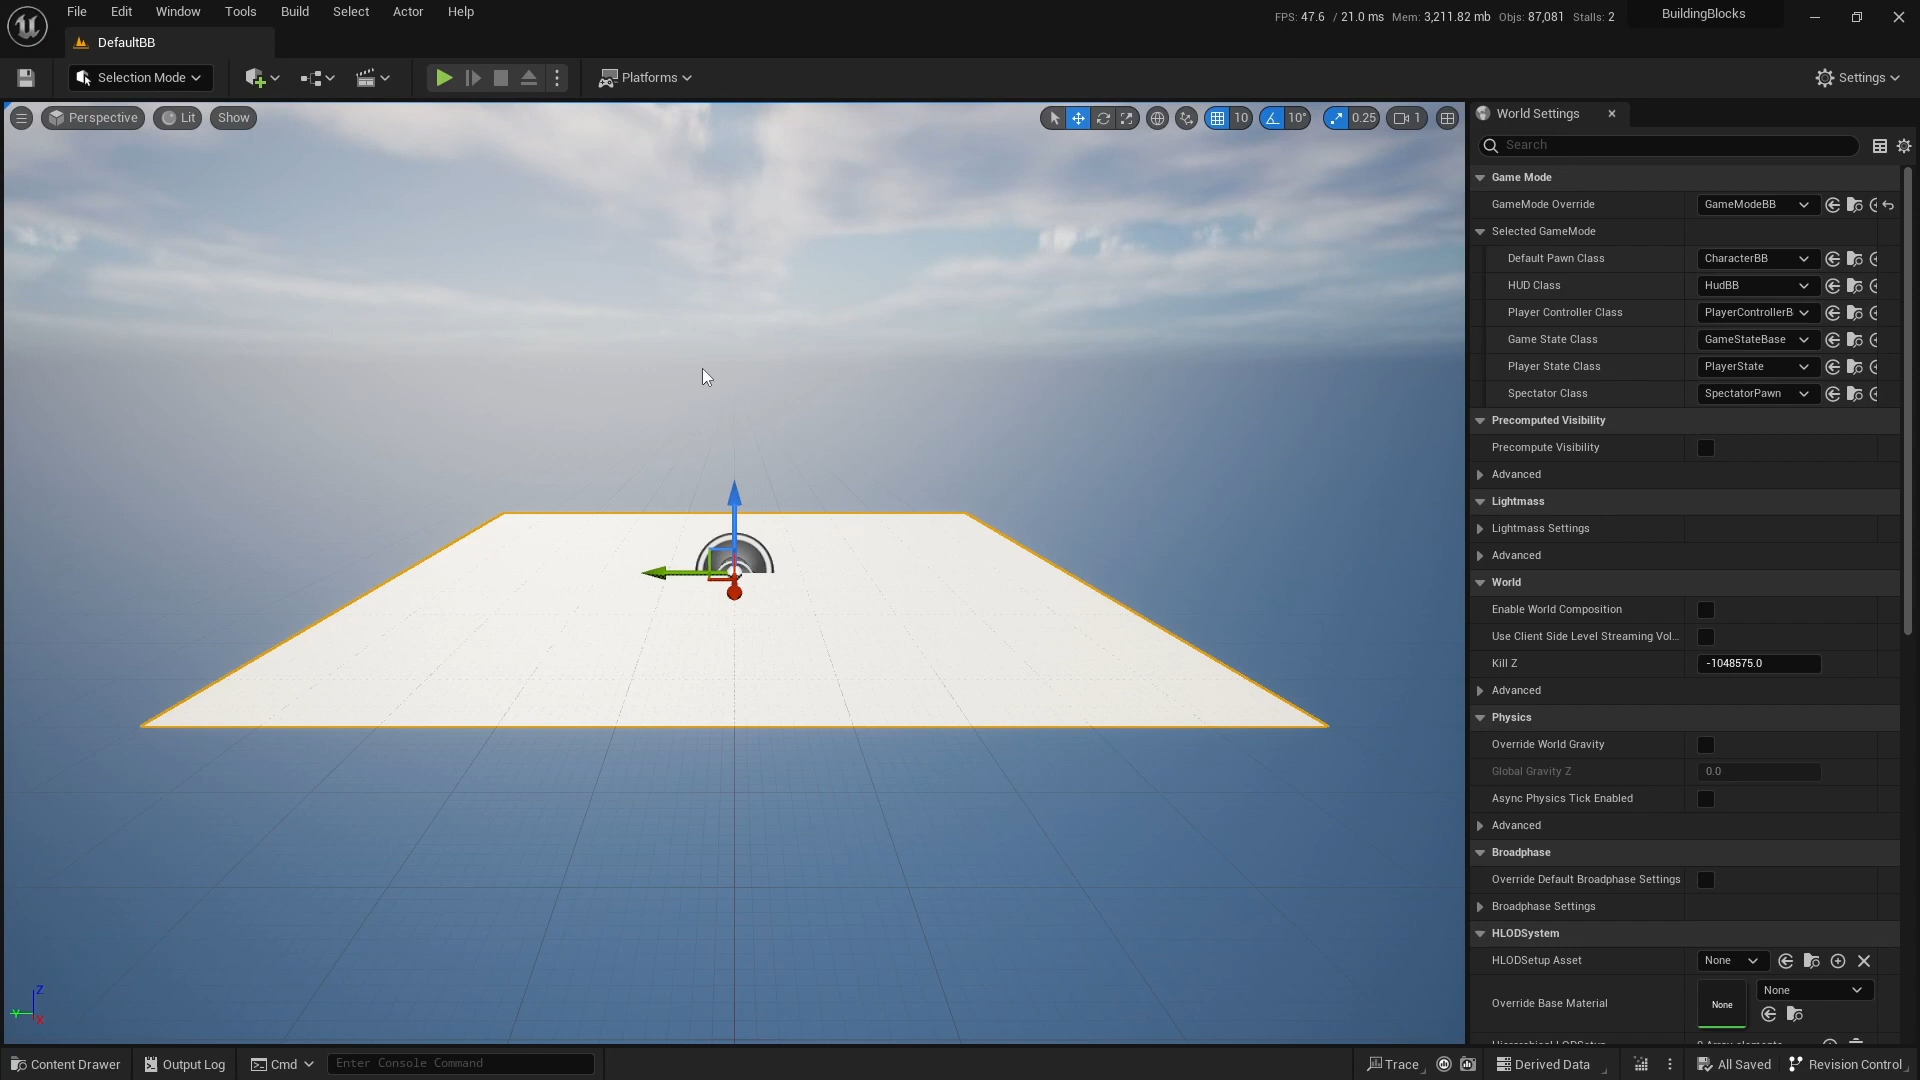 File Edit Window Tools Build Select Actor Help
FPS: 47.6 / 21.0 ms Mem: 3,211.82 mb Objs: 87,081 Stalls: 2
BuildingBlocks
DefaultBB
Selection Mode
Platforms
Settings
Perspective Lit Show
10 10° 0.25 1
World Settings
Search
Game Mode
GameMode Override GameModeBB
Selected GameMode
Default Pawn Class CharacterBB
HUD Class HudBB
Player Controller Class PlayerControllerB
Game State Class GameStateBase
Player State Class PlayerState
Spectator Class SpectatorPawn
Precomputed Visibility
Precompute Visibility
Advanced
Lightmass
Lightmass Settings
Advanced
World
Enable World Composition
Use Client Side Level Streaming Vol...
Kill Z -1048575.0
Advanced
Physics
Override World Gravity
Global Gravity Z 0.0
Async Physics Tick Enabled
Advanced
Broadphase
Override Default Broadphase Settings
Broadphase Settings
HLODSystem
HLODSetup Asset None
Override Base Material None None
Z
Y
X
Content Drawer Output Log Cmd Enter Console Command
Trace Derived Data All Saved Revision Control